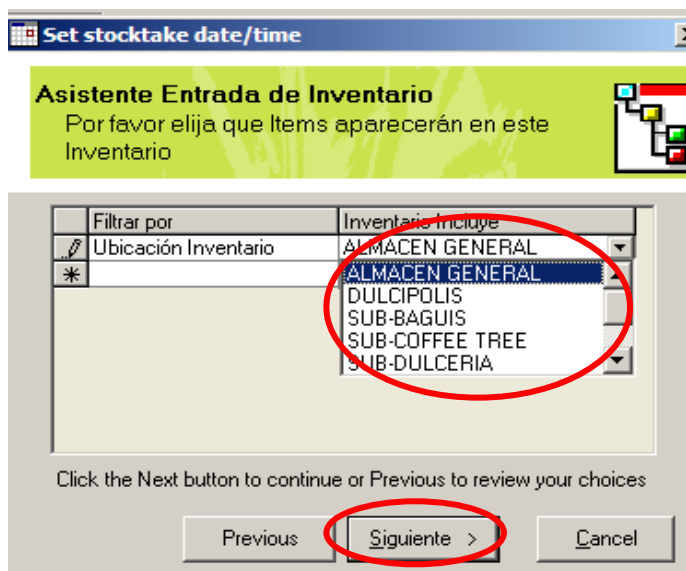 Set stocktake date/time
Asistente Entrada de Inventario
Por favor elija que Items aparecerán en este
Inventario
Filtrar por Inventario Incluye
Ubicación Inventario ALMACEN GENERAL
ALMACEN GENERAL
DULCIPOLIS
SUB-BAGUIS
SUB-COFFEE TREE
SUB-DULCERIA
Click the Next button to continue or Previous to review your choices
Previous Siguiente > Cancel